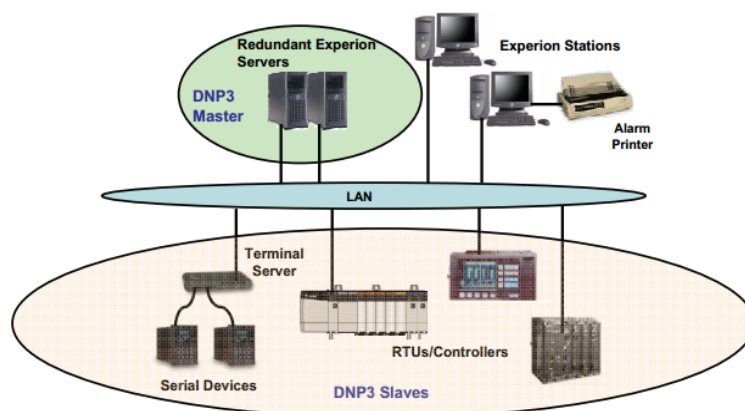 Redundant Experion
Servers
DNP3
Master
Experion Stations
Alarm
Printer
LAN
Terminal
Server
RTUs/Controllers
Serial Devices
DNP3 Slaves